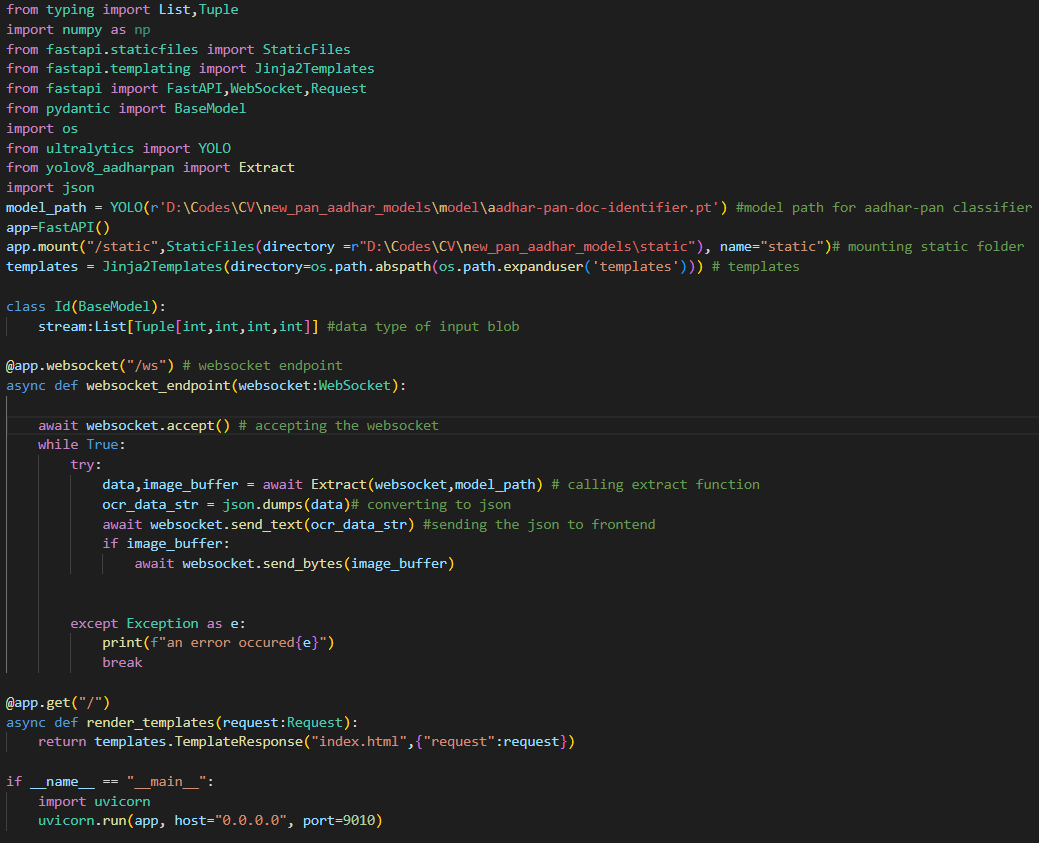 from typing import List,Tuple
import numpy as np
from fastapi.staticfiles import StaticFiles
from fastapi.templating import Jinja2Templates
from fastapi import FastAPI,WebSocket,Request
from pydantic import BaseModel
import os
from ultralytics import YOLO
from yolov8_aadharpan import Extract
import json
model_path = YOLO(r'D:\Codes\CV\new_pan_aadhar_models\model\aadhar-pan-doc-identifier.pt') #model path for aadhar-pan classifier
app=FastAPI()
app.mount("/static",StaticFiles(directory =r"D:\Codes\CV\new_pan_aadhar_models\static"), name="static")# mounting static folder
templates = Jinja2Templates(directory=os.path.abspath(os.path.expanduser('templates'))) # templates
class Id(BaseModel):
    stream:List[Tuple[int,int,int,int]] #data type of input blob
@app.websocket("/ws") # websocket endpoint
async def websocket_endpoint(websocket:WebSocket):
    await websocket.accept() # accepting the websocket
    while True:
        try:
            data,image_buffer = await Extract(websocket,model_path) # calling extract function
            ocr_data_str = json.dumps(data)# converting to json
            await websocket.send_text(ocr_data_str) #sending the json to frontend
            if image_buffer:
                await websocket.send_bytes(image_buffer)
        except Exception as e:
            print(f"an error occured{e}")
            break
@app.get("/")
async def render_templates(request:Request):
    return templates.TemplateResponse("index.html",{"request":request})
if __name__ == "__main__":
    import uvicorn
    uvicorn.run(app, host="0.0.0.0", port=9010)